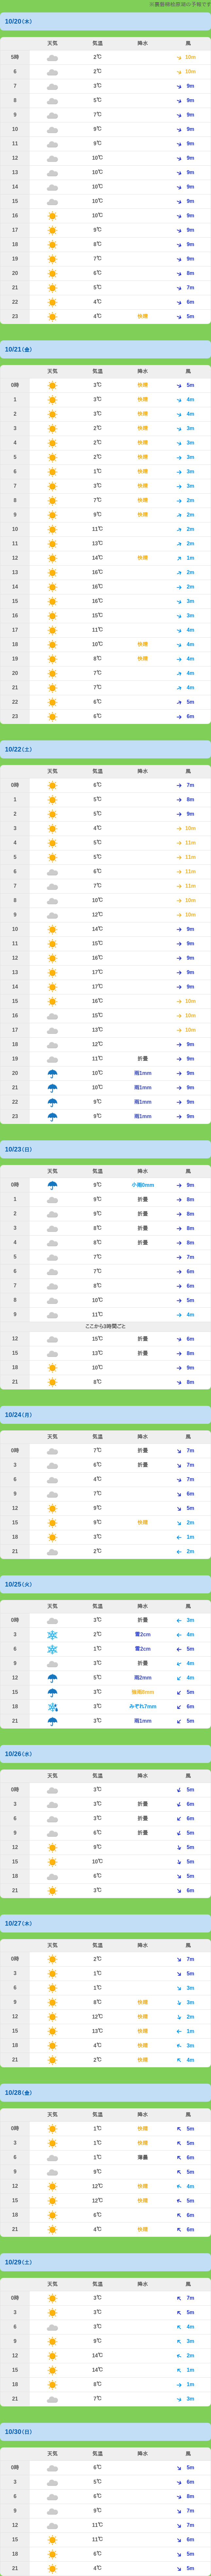 ※裏磐梯桧原湖の予報です
10/20(木)
天気 気温 降水 風
5時 2℃ 10m
6 2℃ 10m
7 3℃ 9m
8 5℃ 9m
9 7℃ 9m
10 9℃ 9m
11 9℃ 9m
12 10℃ 9m
13 10℃ 9m
14 10℃ 9m
15 10℃ 9m
16 10℃ 9m
17 9℃ 9m
18 8℃ 9m
19 7℃ 9m
20 6℃ 8m
21 5℃ 7m
22 4℃ 6m
23 4℃ 快晴 5m
10/21(金)
天気 気温 降水 風
0時 3℃ 快晴 5m
1 3℃ 快晴 4m
2 3℃ 快晴 4m
3 2℃ 快晴 3m
4 2℃ 快晴 3m
5 2℃ 快晴 3m
6 1℃ 快晴 3m
7 3℃ 快晴 3m
8 7℃ 快晴 2m
9 9℃ 快晴 2m
10 11℃ 2m
11 13℃ 2m
12 14℃ 快晴 1m
13 16℃ 2m
14 16℃ 2m
15 16℃ 3m
16 15℃ 3m
17 11℃ 4m
18 10℃ 快晴 4m
19 8℃ 快晴 4m
20 7℃ 4m
21 7℃ 4m
22 6℃ 5m
23 6℃ 6m
10/22(土)
天気 気温 降水 風
0時 6℃ 7m
1 5℃ 8m
2 5℃ 9m
3 4℃ 10m
4 5℃ 11m
5 5℃ 11m
6 6℃ 11m
7 7℃ 11m
8 10℃ 10m
9 12℃ 10m
10 14℃ 9m
11 15℃ 9m
12 16℃ 9m
13 17℃ 9m
14 17℃ 9m
15 16℃ 10m
16 15℃ 10m
17 13℃ 10m
18 12℃ 9m
19 11℃ 厚曇 9m
20 10℃ 雨1mm 9m
21 10℃ 雨1mm 9m
22 9℃ 雨1mm 9m
23 9℃ 雨1mm 9m
10/23(日)
天気 気温 降水 風
0時 9℃ 小雨0mm 9m
1 8℃ 厚曇 8m
2 9℃ 厚曇 8m
3 8℃ 厚曇 8m
4 8℃ 厚曇 8m
5 7℃ 7m
6 7℃ 6m
7 8℃ 6m
8 10℃ 5m
9 11℃ 4m
ここから3時間ごと
12 15℃ 厚曇 6m
15 13℃ 厚曇 8m
18 10℃ 9m
21 8℃ 8m
10/24(月)
天気 気温 降水 風
0時 7℃ 厚曇 7m
3 6℃ 厚曇 7m
6 4℃ 7m
9 7℃ 6m
12 9℃ 5m
15 9℃ 快晴 2m
18 3℃ 1m
21 2℃ 2m
10/25(火)
天気 気温 降水 風
0時 3℃ 厚曇 3m
3 2℃ 雪2cm 4m
6 1℃ 雪2cm 5m
9 3℃ 厚曇 4m
12 5℃ 雨2mm 4m
15 3℃ 5m
18 3℃ みぞれ7mm 6m
21 3℃ 雨1mm 5m
10/26(水)
天気 気温 降水 風
0時 3℃ 5m
3 3℃ 厚曇 6m
6 3℃ 厚曇 6m
9 6℃ 厚曇 5m
12 9℃ 5m
15 10℃ 5m
18 6℃ 5m
21 3℃ 6m
10/27(木)
天気 気温 降水 風
0時 2℃ 7m
3 1℃ 5m
6 1℃ 3m
9 8℃ 快晴 3m
12 12℃ 快晴 2m
15 13℃ 快晴 1m
18 4℃ 快晴 3m
21 2℃ 快晴 4m
10/28(金)
天気 気温 降水 風
0時 1℃ 快晴 5m
3 1℃ 快晴 5m
6 1℃ 薄曇 6m
9 9℃ 5m
12 12℃ 快晴 4m
15 12℃ 快晴 5m
18 6℃ 6m
21 4℃ 快晴 6m
10/29(土)
天気 気温 降水 風
0時 3℃ 7m
3 3℃ 5m
6 3℃ 4m
9 9℃ 3m
12 14℃ 2m
15 14℃ 1m
18 8℃ 1m
21 7℃ 3m
10/30(日)
天気 気温 降水 風
0時 6℃ 5m
3 5℃ 6m
6 6℃ 8m
9 9℃ 7m
12 11℃ 7m
15 11℃ 6m
18 6℃ 5m
21 4℃ 5m